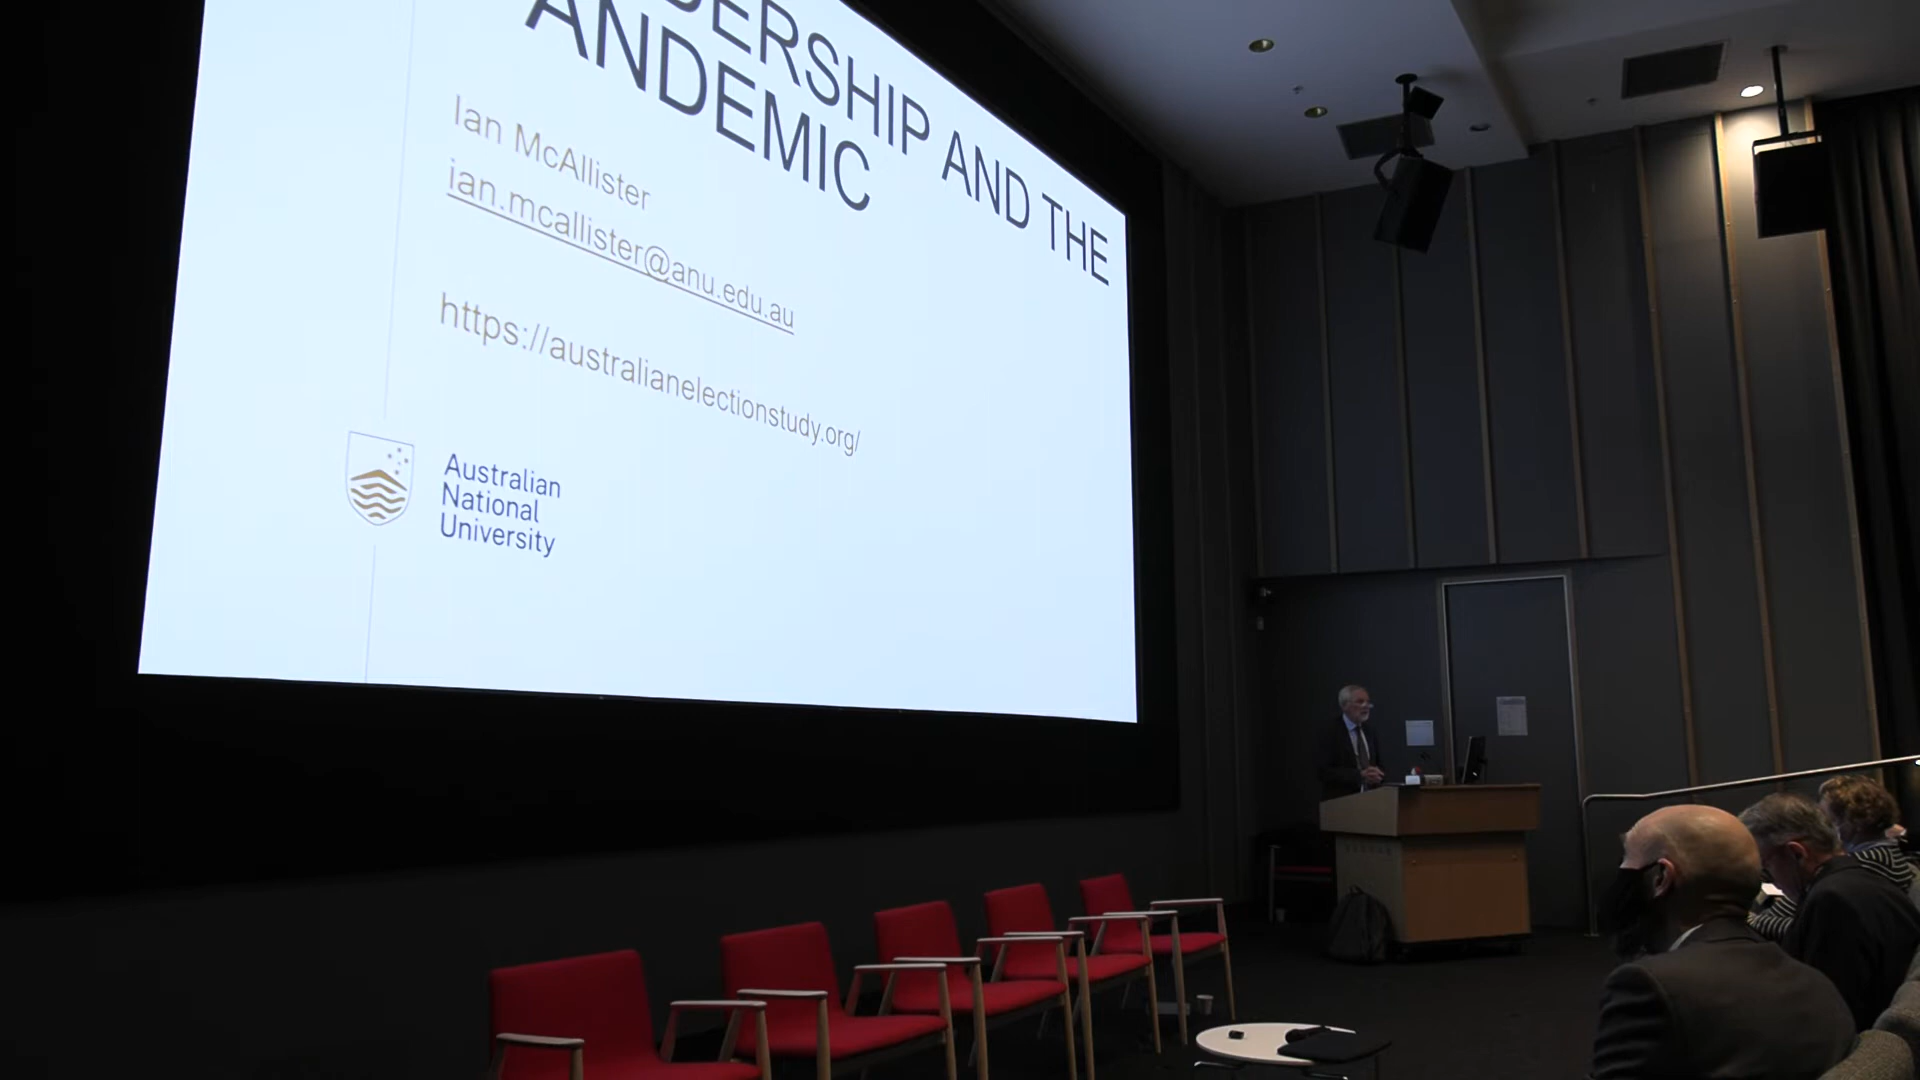 DERSHIP AND THE
ANDEMIC
Ian McAllister
ian.mcallister@anu.edu.au
https://australianelectionstudy.org/
Australian
National
University